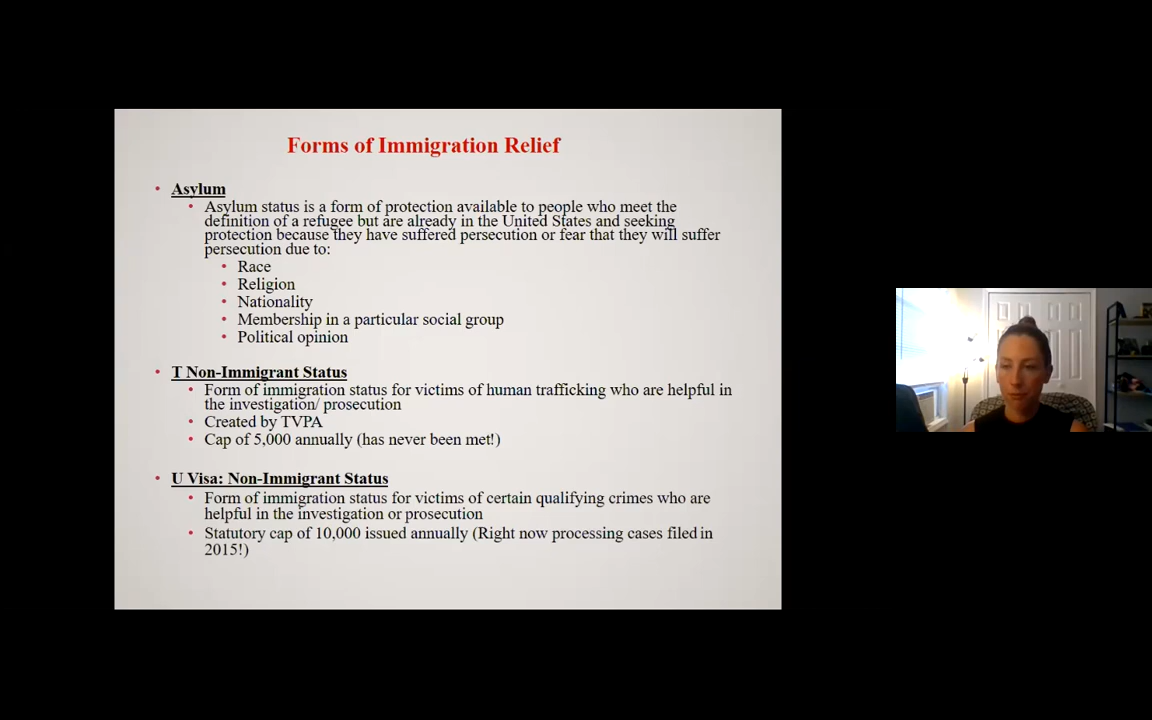 Forms of Immigration Relief
• Asylum
• Asylum status is a form of protection available to people who meet the
definition of a refugee but are already in the United States and seeking
protection because they have suffered persecution or fear that they will suffer
persecution due to:
• Race
• Religion
• Nationality
• Membership in a particular social group
• Political opinion
• T Non-Immigrant Status
• Form of immigration status for victims of human trafficking who are helpful in
the investigation/ prosecution
• Created by TVPA
• Cap of 5,000 annually (has never been met!)
• U Visa: Non-Immigrant Status
• Form of immigration status for victims of certain qualifying crimes who are
helpful in the investigation or prosecution
• Statutory cap of 10,000 issued annually (Right now processing cases filed in
2015!)